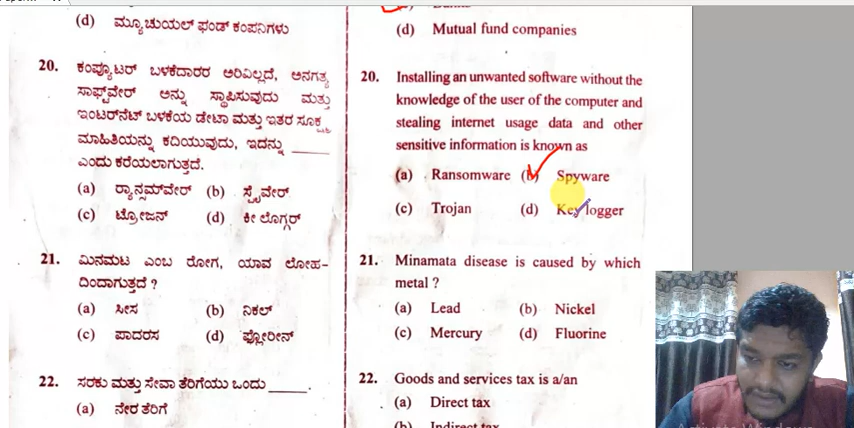 (d) ಮ್ಯೂಚುಯಲ್ ಫಂಡ್ ಕಂಪನಿಗಳು
20. ಕಂಪ್ಯೂಟರ್ ಬಳಕೆದಾರರ ಅರಿವಿಲ್ಲದೆ, ಅನಗತ್ಯ
ಸಾಫ್ಟ್‌ವೇರ್ ಅನ್ನು ಸ್ಥಾಪಿಸುವುದು ಮತ್ತು
ಇಂಟರ್‌ನೆಟ್ ಬಳಕೆಯ ಡೇಟಾ ಮತ್ತು ಇತರ ಸೂಕ್ಷ್ಮ
ಮಾಹಿತಿಯನ್ನು ಕದಿಯುವುದು, ಇದನ್ನು ______
ಎಂದು ಕರೆಯಲಾಗುತ್ತದೆ.
(a) ರ‍್ಯಾನ್ಸಮ್‌ವೇರ್ (b) ಸ್ಪೈವೇರ್
(c) ಟ್ರೋಜನ್ (d) ಕೀ ಲೊಗ್ಗರ್
21. ಮಿನಮಟ ಎಂಬ ರೋಗ, ಯಾವ ಲೋಹ-
ದಿಂದಾಗುತ್ತದೆ ?
(a) ಸೀಸ (b) ನಿಕಲ್
(c) ಪಾದರಸ (d) ಫ್ಲೋರೀನ್
22. ಸರಕು ಮತ್ತು ಸೇವಾ ತೆರಿಗೆಯು ಒಂದು ______.
(a) ನೇರ ತೆರಿಗೆ
(d) Mutual fund companies
20. Installing an unwanted software without the
knowledge of the user of the computer and
stealing internet usage data and other
sensitive information is known as
(a) Ransomware (b) Spyware
(c) Trojan (d) Key logger
21. Minamata disease is caused by which
metal ?
(a) Lead (b) Nickel
(c) Mercury (d) Fluorine
22. Goods and services tax is a/an
(a) Direct tax
(b) Indirect tax